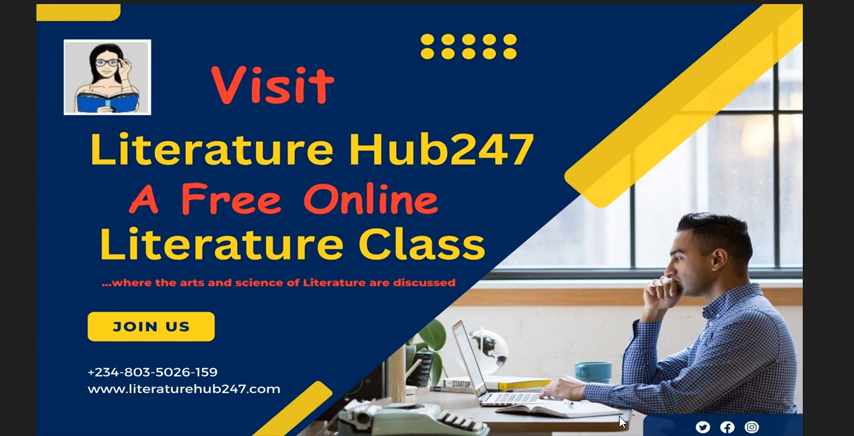 Visit
Literature Hub247
A Free Online
Literature Class
...where the arts and science of Literature are discussed
JOIN US
+234-803-5026-159
www.literaturehub247.com
STARTUP